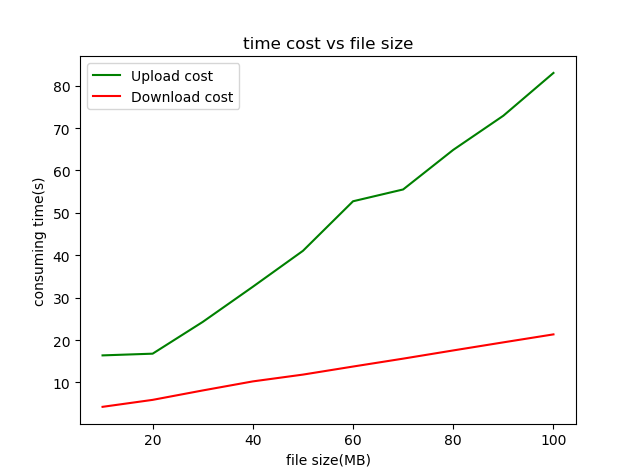 time cost vs file size
Upload cost
Download cost
80
70
60
50
40
30
20
10
consuming time(s)
20 40 60 80 100
file size(MB)